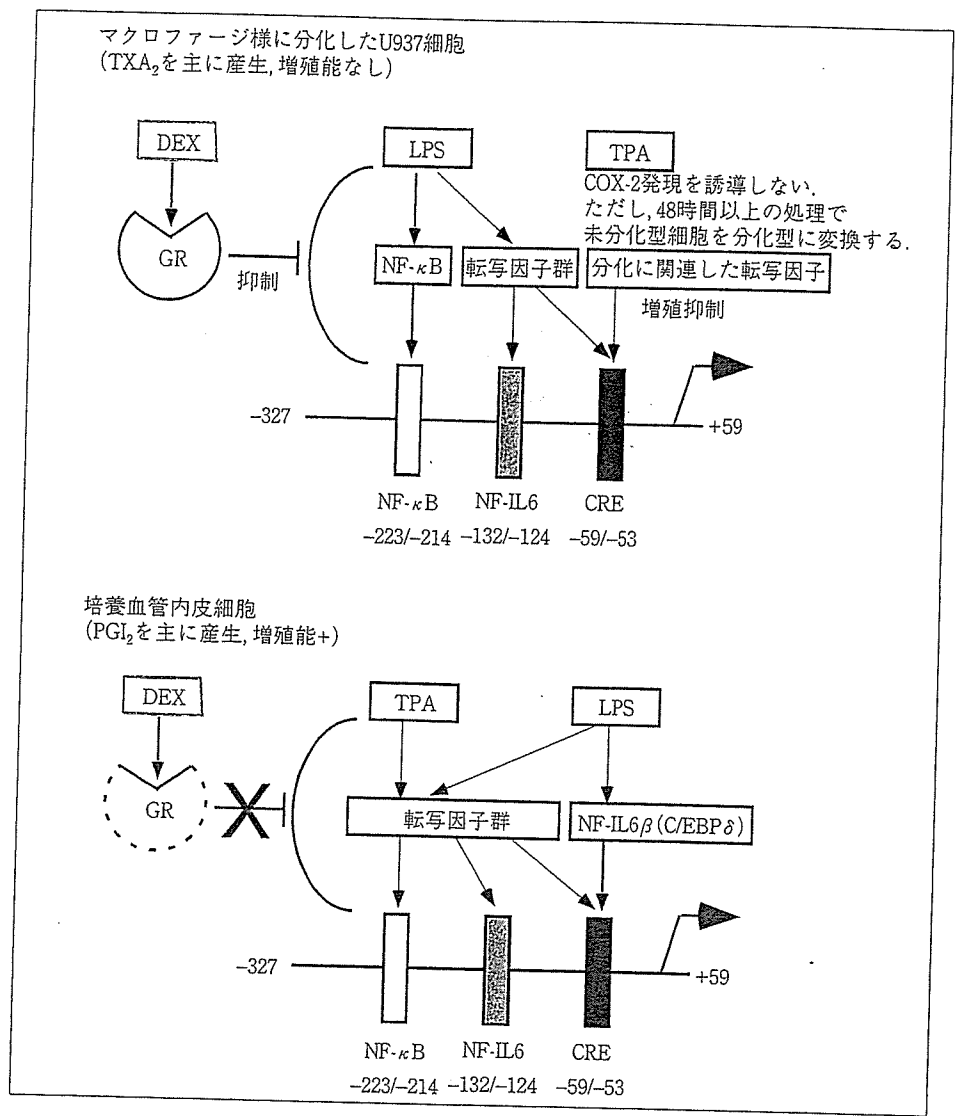 マクロファージ様に分化したU937細胞
(TXA₂を主に産生, 増殖能なし)
DEX
LPS
TPA
COX-2発現を誘導しない.
ただし, 48時間以上の処理で
未分化型細胞を分化型に変換する.
GR
抑制
NF-κB
転写因子群
分化に関連した転写因子
増殖抑制
-327
+59
NF-κB
NF-IL6
CRE
-223/-214
-132/-124
-59/-53
培養血管内皮細胞
(PGI₂を主に産生, 増殖能+)
DEX
TPA
LPS
GR
転写因子群
NF-IL6β(C/EBPδ)
-327
+59
NF-κB
NF-IL6
CRE
-223/-214
-132/-124
-59/-53